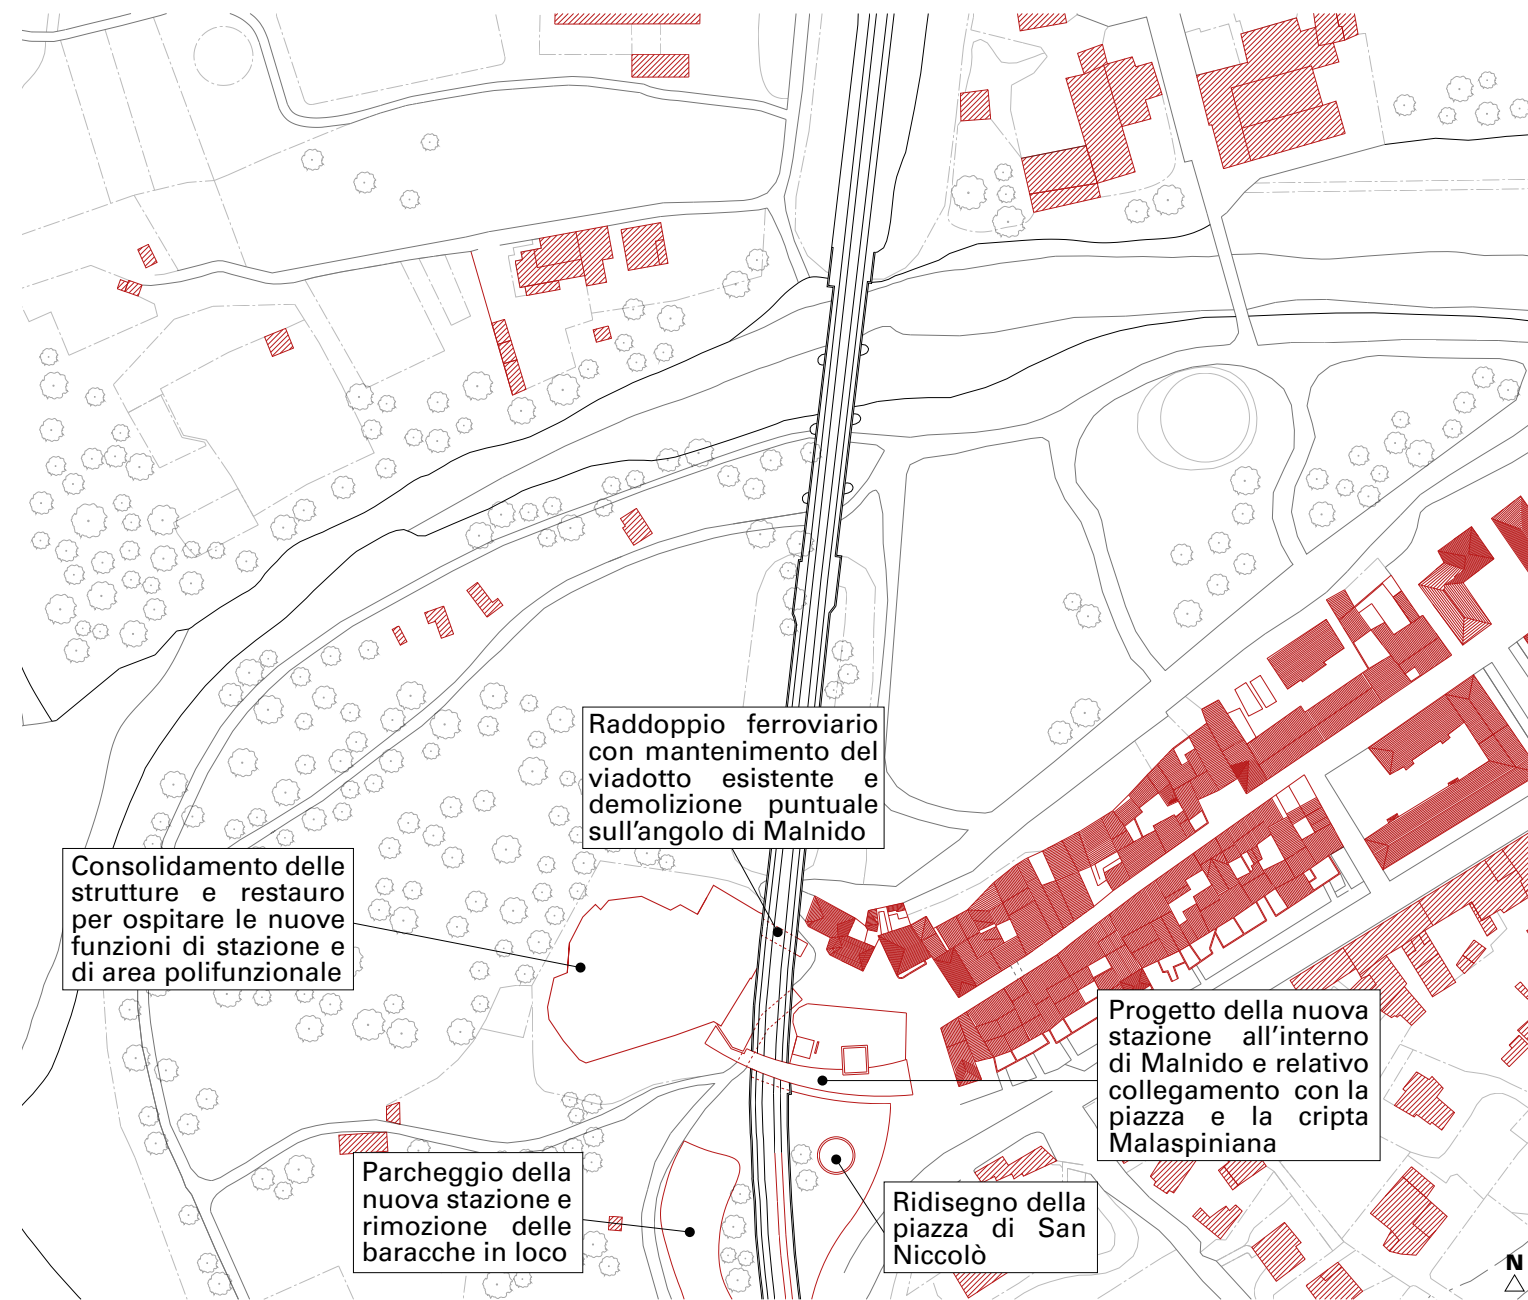 Raddoppio ferroviario
con mantenimento del
viadotto esistente e
demolizione puntuale
sull'angolo di Malnido
Consolidamento delle
strutture e restauro
per ospitare le nuove
funzioni di stazione e
di area polifunzionale
Progetto della nuova
stazione all'interno
di Malnido e relativo
collegamento con la
piazza e la cripta
Malaspiniana
Parcheggio della
nuova stazione e
rimozione delle
baracche in loco
Ridisegno della
piazza di San
Niccolò
N